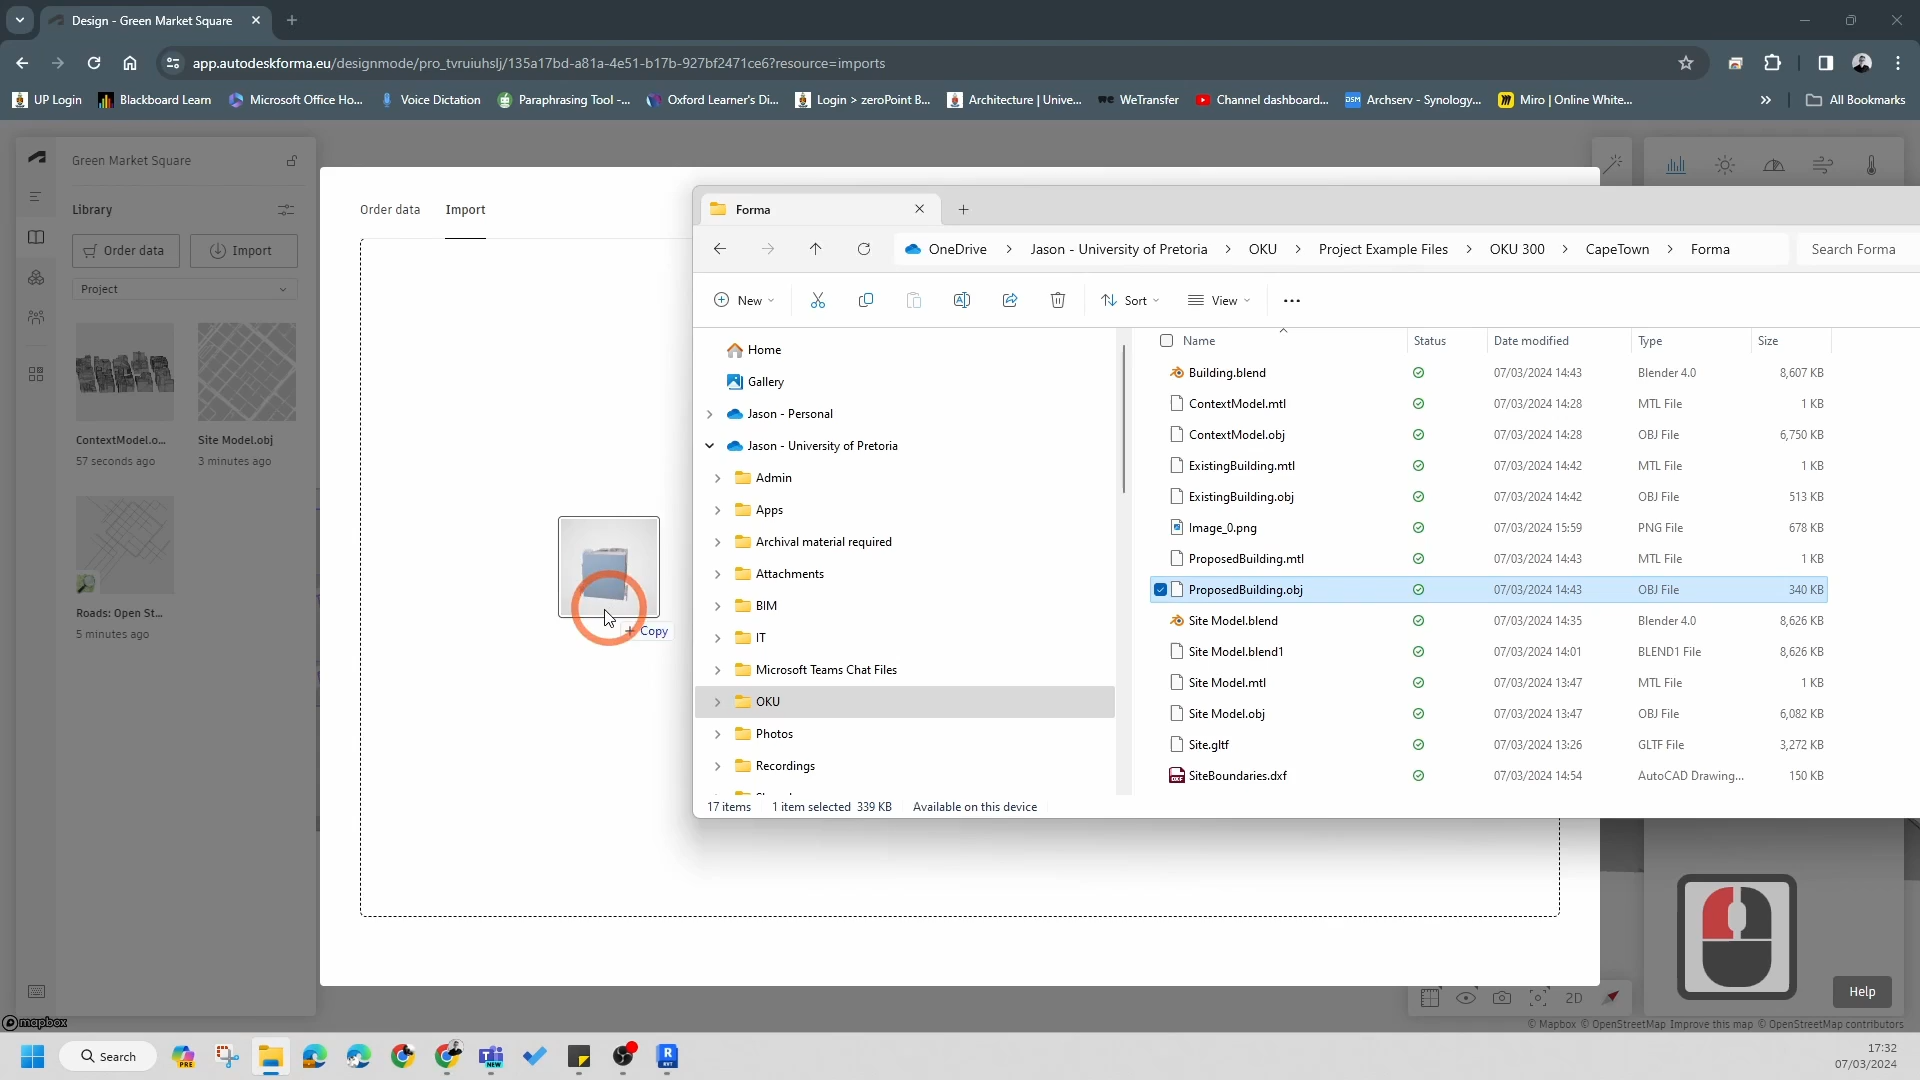 Design - Green Market Square
app.autodeskforma.eu/designmode/pro_tvruiuhslj/135a17bd-a81a-4e51-b17b-927bf2471ce6?resource=imports
UP Login
Blackboard Learn
Microsoft Office Ho...
Voice Dictation
Paraphrasing Tool -...
Oxford Learner's Di...
Login > zeroPoint B...
Architecture | Unive...
WeTransfer
Channel dashboard...
Archserv - Synology,...
Miro | Online White...
All Bookmarks
Green Market Square
Library
Order data
Import
Project
ContextModel.o...
57 seconds ago
Site Model.obj
3 minutes ago
Roads: Open St...
5 minutes ago
mapbox
Order data
Import
Copy
Forma
OneDrive > Jason - University of Pretoria > OKU > Project Example Files > OKU 300 > CapeTown > Forma
Search Forma
New
Sort
View
Home
Gallery
Jason - Personal
Jason - University of Pretoria
Admin
Apps
Archival material required
Attachments
BIM
IT
Microsoft Teams Chat Files
OKU
Photos
Recordings
Name Status Date modified Type Size
Building.blend 07/03/2024 14:43 Blender 4.0 8,607 KB
ContextModel.mtl 07/03/2024 14:28 MTL File 1 KB
ContextModel.obj 07/03/2024 14:28 OBJ File 6,750 KB
ExistingBuilding.mtl 07/03/2024 14:42 MTL File 1 KB
ExistingBuilding.obj 07/03/2024 14:42 OBJ File 513 KB
Image_0.png 07/03/2024 15:59 PNG File 678 KB
ProposedBuilding.mtl 07/03/2024 14:43 MTL File 1 KB
ProposedBuilding.obj 07/03/2024 14:43 OBJ File 340 KB
Site Model.blend 07/03/2024 14:35 Blender 4.0 8,626 KB
Site Model.blend1 07/03/2024 14:01 BLEND1 File 8,626 KB
Site Model.mtl 07/03/2024 13:47 MTL File 1 KB
Site Model.obj 07/03/2024 13:47 OBJ File 6,082 KB
Site.gltf 07/03/2024 13:26 GLTF File 3,272 KB
SiteBoundaries.dxf 07/03/2024 14:54 AutoCAD Drawing... 150 KB
17 items 1 item selected 339 KB Available on this device
2D
Help
© Mapbox © OpenStreetMap Improve this map © OpenStreetMap contributors
Search
PRE
NEW
17:32
07/03/2024